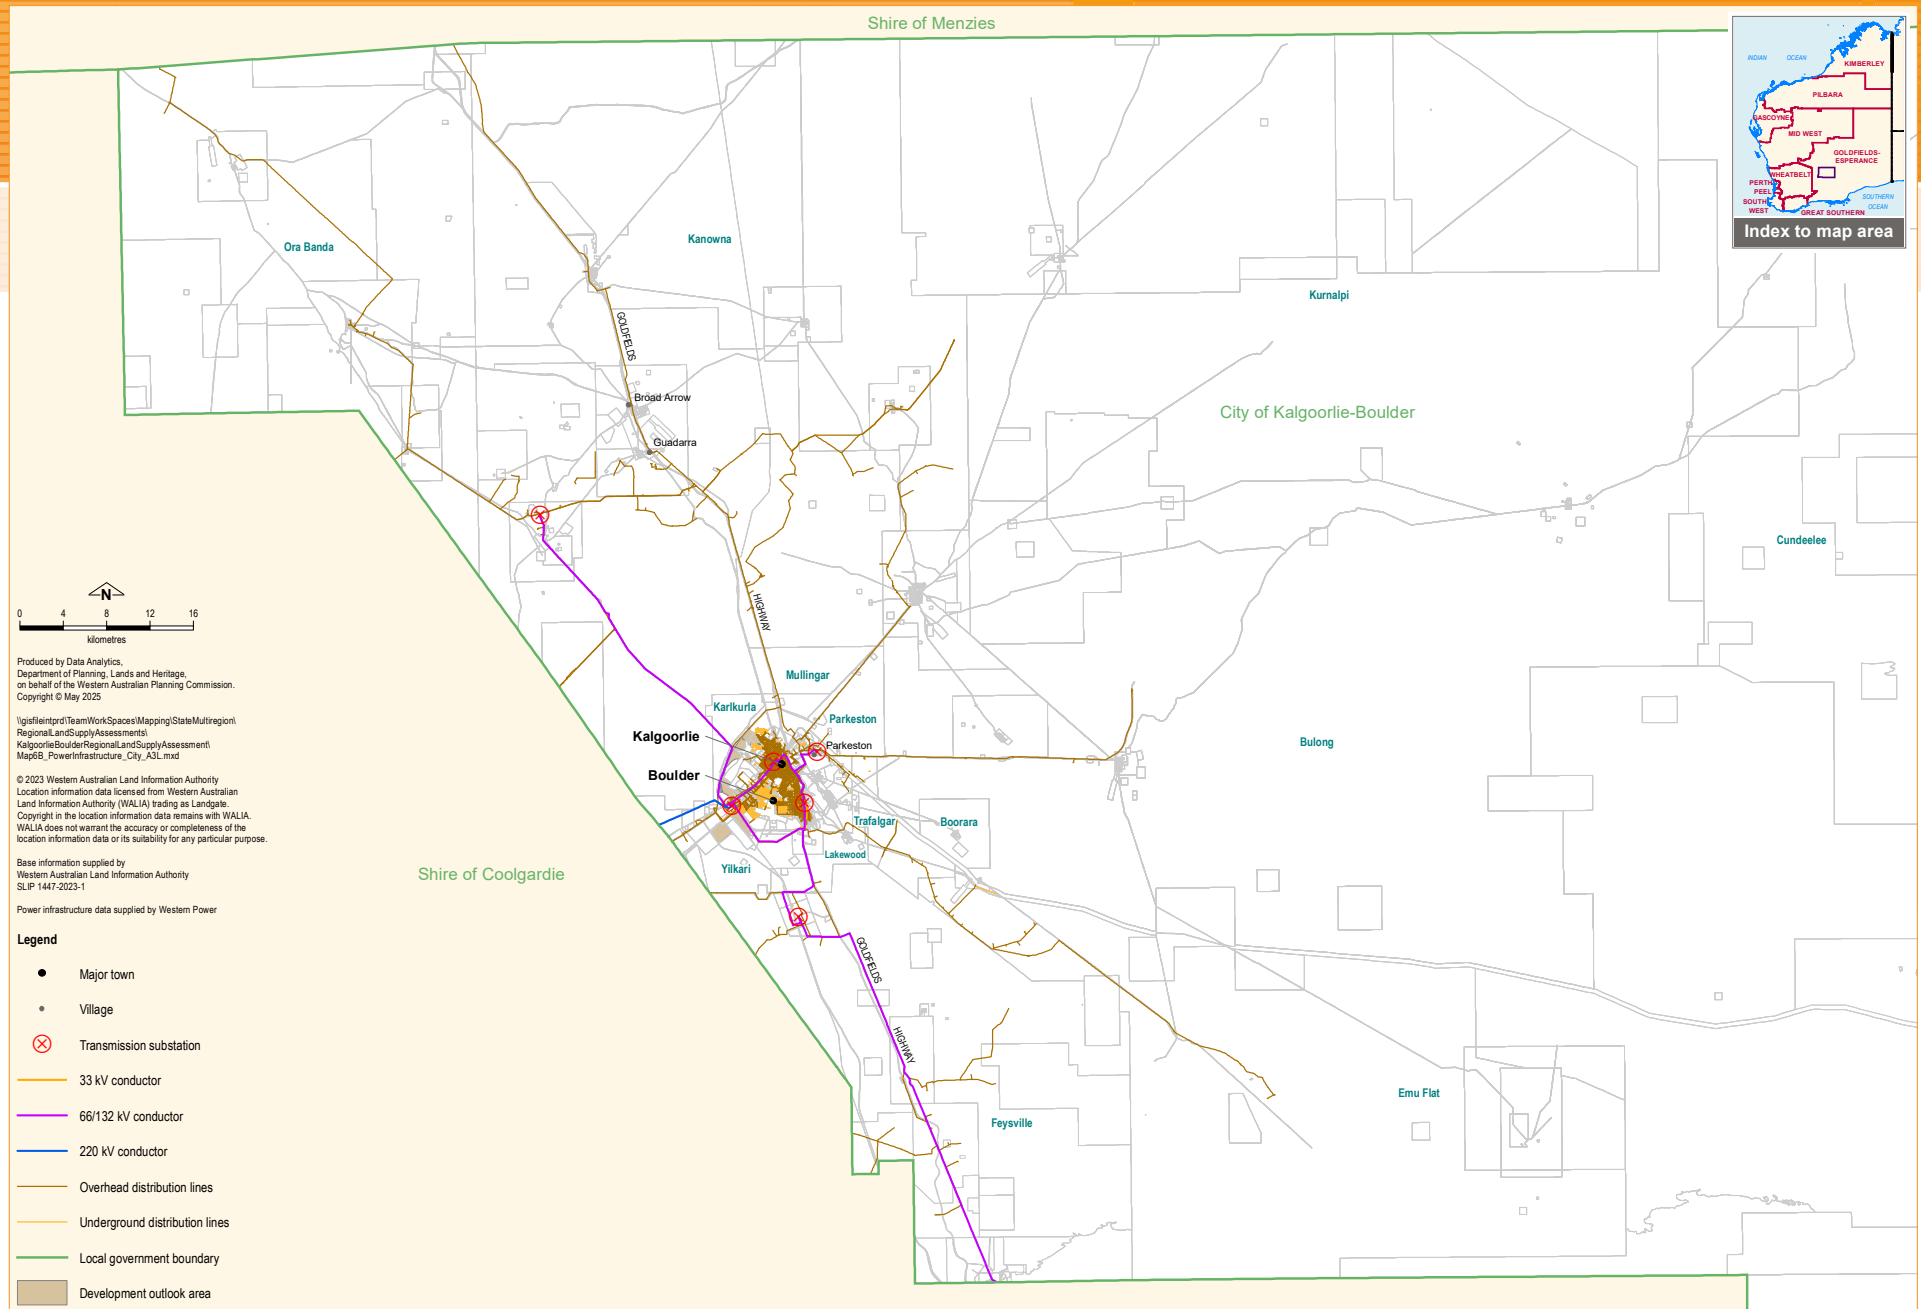 Shire of Menzies
INDIAN OCEAN
KIMBERLEY
PILBARA
GASCOYNE
MID WEST
GOLDFIELDS-
ESPERANCE
WHEATBELT
PERTH
PEEL
SOUTH
WEST
GREAT SOUTHERN
SOUTHERN
OCEAN
Index to map area
Ora Banda
Kanowna
Kurnalpi
GOLDFIELDS
Broad Arrow
Guadarra
City of Kalgoorlie-Boulder
Cundeelee
HIGHWAY
Mullingar
Karlkurla
Parkeston
Kalgoorlie
Parkeston
Boulder
Bulong
Trafalgar
Boorara
Lakewood
Yilkari
Shire of Coolgardie
GOLDFIELDS
HIGHWAY
Emu Flat
Feysville
N
0 4 8 12 16
kilometres
Produced by Data Analytics,
Department of Planning, Lands and Heritage,
on behalf of the Western Australian Planning Commission.
Copyright © May 2025
\\gisfileintprd\TeamWorkSpaces\Mapping\StateMultiregion\
RegionalLandSupplyAssessments\
KalgoorlieBoulderRegionalLandSupplyAssessment\
Map6B_PowerInfrastructure_City_A3L.mxd
© 2023 Western Australian Land Information Authority
Location information data licensed from Western Australian
Land Information Authority (WALIA) trading as Landgate.
Copyright in the location information data remains with WALIA.
WALIA does not warrant the accuracy or completeness of the
location information data or its suitability for any particular purpose.
Base information supplied by
Western Australian Land Information Authority
SLIP 1447-2023-1
Power infrastructure data supplied by Western Power
Legend
Major town
Village
Transmission substation
33 kV conductor
66/132 kV conductor
220 kV conductor
Overhead distribution lines
Underground distribution lines
Local government boundary
Development outlook area